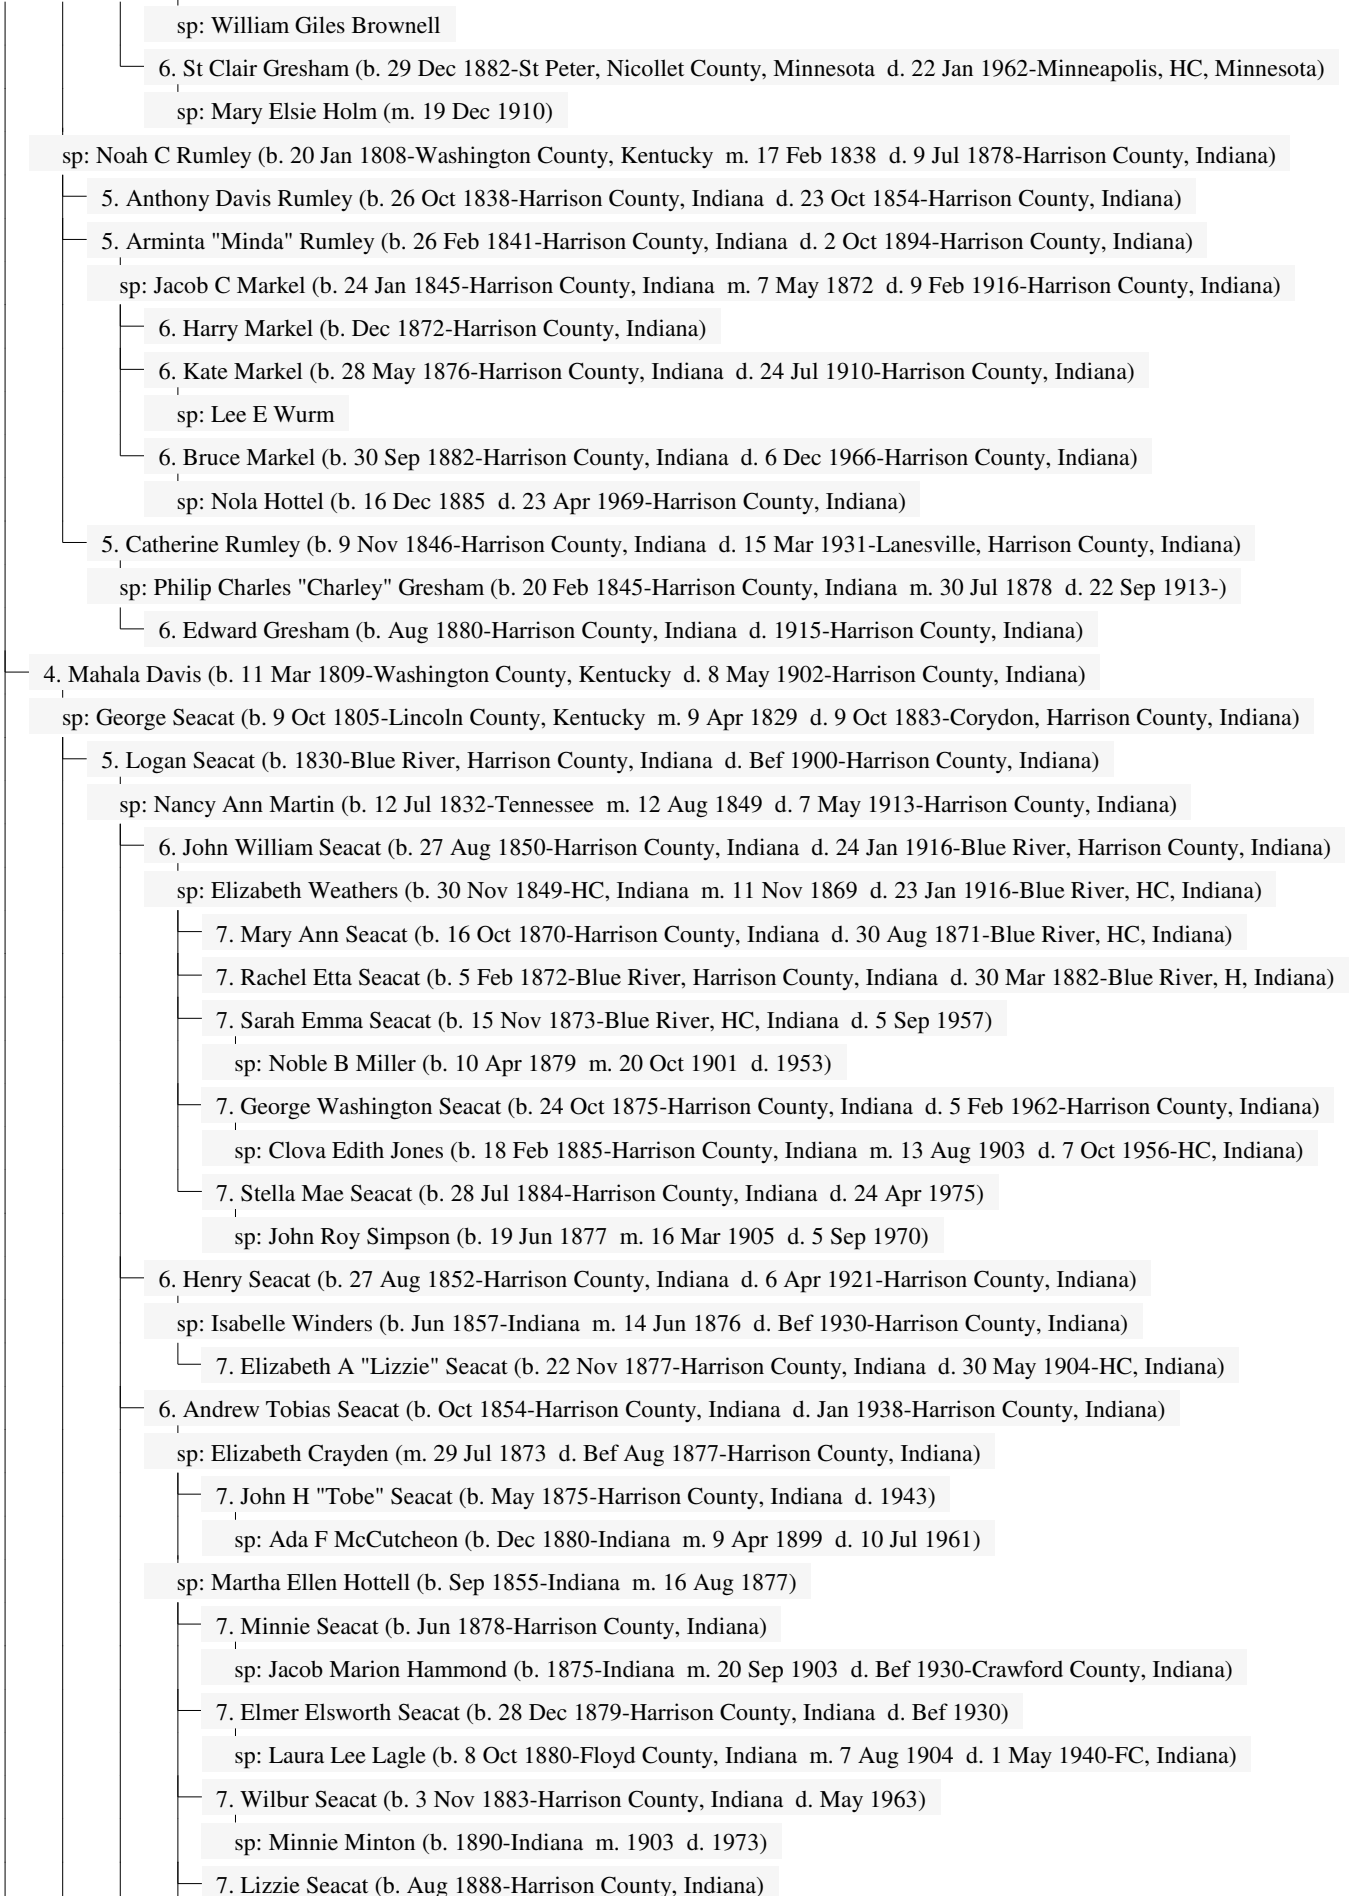 sp: William Giles Brownell
6. St Clair Gresham (b. 29 Dec 1882-St Peter, Nicollet County, Minnesota d. 22 Jan 1962-Minneapolis, HC, Minnesota)
sp: Mary Elsie Holm (m. 19 Dec 1910)
sp: Noah C Rumley (b. 20 Jan 1808-Washington County, Kentucky m. 17 Feb 1838 d. 9 Jul 1878-Harrison County, Indiana)
5. Anthony Davis Rumley (b. 26 Oct 1838-Harrison County, Indiana d. 23 Oct 1854-Harrison County, Indiana)
5. Arminta "Minda" Rumley (b. 26 Feb 1841-Harrison County, Indiana d. 2 Oct 1894-Harrison County, Indiana)
sp: Jacob C Markel (b. 24 Jan 1845-Harrison County, Indiana m. 7 May 1872 d. 9 Feb 1916-Harrison County, Indiana)
6. Harry Markel (b. Dec 1872-Harrison County, Indiana)
6. Kate Markel (b. 28 May 1876-Harrison County, Indiana d. 24 Jul 1910-Harrison County, Indiana)
sp: Lee E Wurm
6. Bruce Markel (b. 30 Sep 1882-Harrison County, Indiana d. 6 Dec 1966-Harrison County, Indiana)
sp: Nola Hottel (b. 16 Dec 1885 d. 23 Apr 1969-Harrison County, Indiana)
5. Catherine Rumley (b. 9 Nov 1846-Harrison County, Indiana d. 15 Mar 1931-Lanesville, Harrison County, Indiana)
sp: Philip Charles "Charley" Gresham (b. 20 Feb 1845-Harrison County, Indiana m. 30 Jul 1878 d. 22 Sep 1913-)
6. Edward Gresham (b. Aug 1880-Harrison County, Indiana d. 1915-Harrison County, Indiana)
4. Mahala Davis (b. 11 Mar 1809-Washington County, Kentucky d. 8 May 1902-Harrison County, Indiana)
sp: George Seacat (b. 9 Oct 1805-Lincoln County, Kentucky m. 9 Apr 1829 d. 9 Oct 1883-Corydon, Harrison County, Indiana)
5. Logan Seacat (b. 1830-Blue River, Harrison County, Indiana d. Bef 1900-Harrison County, Indiana)
sp: Nancy Ann Martin (b. 12 Jul 1832-Tennessee m. 12 Aug 1849 d. 7 May 1913-Harrison County, Indiana)
6. John William Seacat (b. 27 Aug 1850-Harrison County, Indiana d. 24 Jan 1916-Blue River, Harrison County, Indiana)
sp: Elizabeth Weathers (b. 30 Nov 1849-HC, Indiana m. 11 Nov 1869 d. 23 Jan 1916-Blue River, HC, Indiana)
7. Mary Ann Seacat (b. 16 Oct 1870-Harrison County, Indiana d. 30 Aug 1871-Blue River, HC, Indiana)
7. Rachel Etta Seacat (b. 5 Feb 1872-Blue River, Harrison County, Indiana d. 30 Mar 1882-Blue River, H, Indiana)
7. Sarah Emma Seacat (b. 15 Nov 1873-Blue River, HC, Indiana d. 5 Sep 1957)
sp: Noble B Miller (b. 10 Apr 1879 m. 20 Oct 1901 d. 1953)
7. George Washington Seacat (b. 24 Oct 1875-Harrison County, Indiana d. 5 Feb 1962-Harrison County, Indiana)
sp: Clova Edith Jones (b. 18 Feb 1885-Harrison County, Indiana m. 13 Aug 1903 d. 7 Oct 1956-HC, Indiana)
7. Stella Mae Seacat (b. 28 Jul 1884-Harrison County, Indiana d. 24 Apr 1975)
sp: John Roy Simpson (b. 19 Jun 1877 m. 16 Mar 1905 d. 5 Sep 1970)
6. Henry Seacat (b. 27 Aug 1852-Harrison County, Indiana d. 6 Apr 1921-Harrison County, Indiana)
sp: Isabelle Winders (b. Jun 1857-Indiana m. 14 Jun 1876 d. Bef 1930-Harrison County, Indiana)
7. Elizabeth A "Lizzie" Seacat (b. 22 Nov 1877-Harrison County, Indiana d. 30 May 1904-HC, Indiana)
6. Andrew Tobias Seacat (b. Oct 1854-Harrison County, Indiana d. Jan 1938-Harrison County, Indiana)
sp: Elizabeth Crayden (m. 29 Jul 1873 d. Bef Aug 1877-Harrison County, Indiana)
7. John H "Tobe" Seacat (b. May 1875-Harrison County, Indiana d. 1943)
sp: Ada F McCutcheon (b. Dec 1880-Indiana m. 9 Apr 1899 d. 10 Jul 1961)
sp: Martha Ellen Hottell (b. Sep 1855-Indiana m. 16 Aug 1877)
7. Minnie Seacat (b. Jun 1878-Harrison County, Indiana)
sp: Jacob Marion Hammond (b. 1875-Indiana m. 20 Sep 1903 d. Bef 1930-Crawford County, Indiana)
7. Elmer Elsworth Seacat (b. 28 Dec 1879-Harrison County, Indiana d. Bef 1930)
sp: Laura Lee Lagle (b. 8 Oct 1880-Floyd County, Indiana m. 7 Aug 1904 d. 1 May 1940-FC, Indiana)
7. Wilbur Seacat (b. 3 Nov 1883-Harrison County, Indiana d. May 1963)
sp: Minnie Minton (b. 1890-Indiana m. 1903 d. 1973)
7. Lizzie Seacat (b. Aug 1888-Harrison County, Indiana)